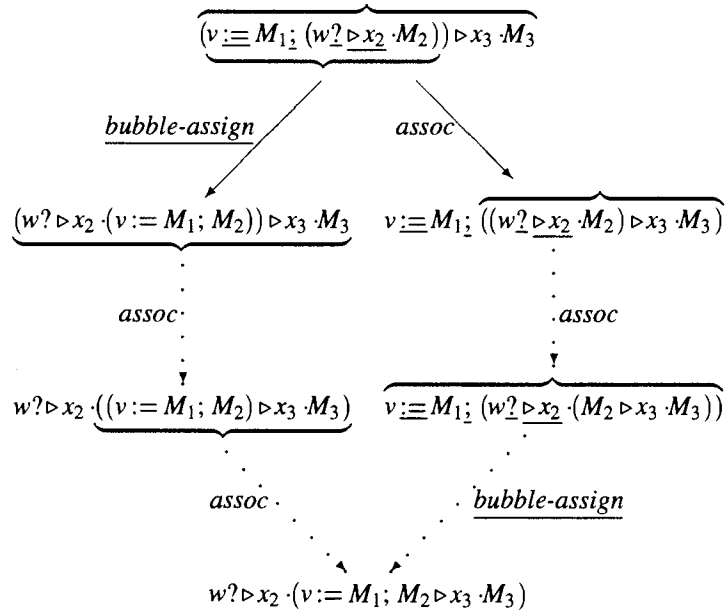 (v := M₁; (w? ▹ x₂ ·M₂)) ▹ x₃ ·M₃
bubble-assign assoc
(w? ▹ x₂ ·(v := M₁; M₂)) ▹ x₃ ·M₃ v := M₁; ((w? ▹ x₂ ·M₂) ▹ x₃ ·M₃)
assoc assoc
w? ▹ x₂ ·((v := M₁; M₂) ▹ x₃ ·M₃) v := M₁; (w? ▹ x₂ ·(M₂ ▹ x₃ ·M₃))
assoc bubble-assign
w? ▹ x₂ ·(v := M₁; M₂ ▹ x₃ ·M₃)